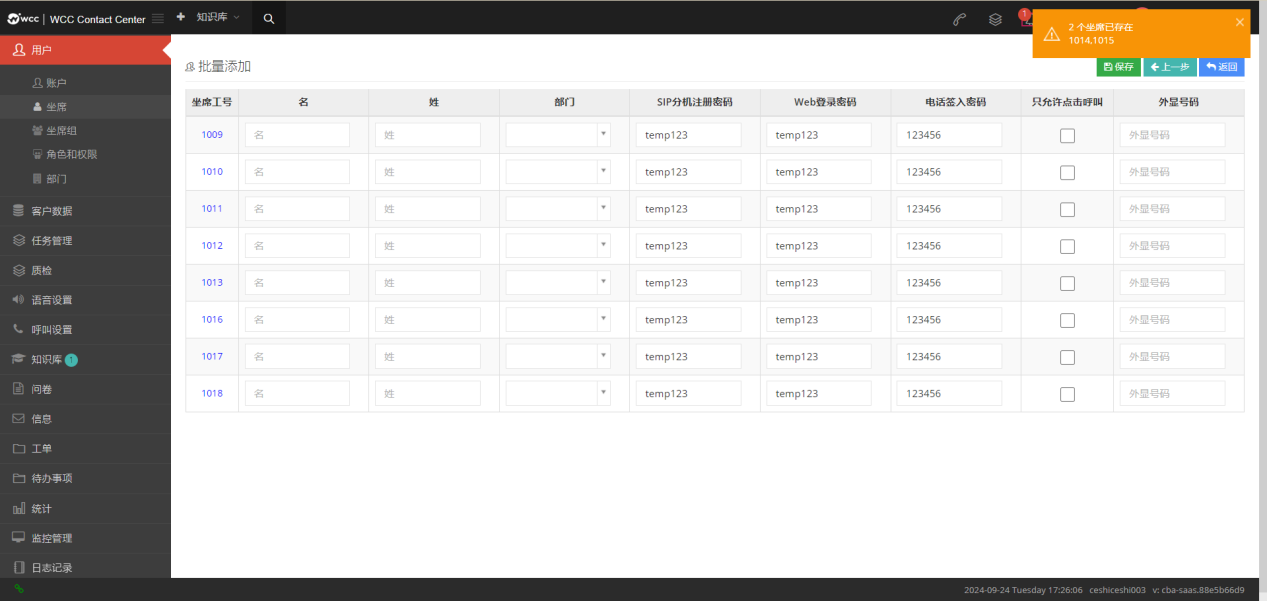 wcc | WCC Contact Center
知识库
1
2 个坐席已存在
1014,1015
用户
账户
坐席
坐席组
角色和权限
部门
客户数据
任务管理
质检
语音设置
呼叫设置
知识库 1
问卷
信息
工单
待办事项
统计
监控管理
日志记录
批量添加
保存 上一步 返回
坐席工号 名 姓 部门 SIP分机注册密码 Web登录密码 电话签入密码 只允许点击呼叫 外显号码
1009 名 姓 temp123 temp123 123456 外显号码
1010 名 姓 temp123 temp123 123456 外显号码
1011 名 姓 temp123 temp123 123456 外显号码
1012 名 姓 temp123 temp123 123456 外显号码
1013 名 姓 temp123 temp123 123456 外显号码
1016 名 姓 temp123 temp123 123456 外显号码
1017 名 姓 temp123 temp123 123456 外显号码
1018 名 姓 temp123 temp123 123456 外显号码
2024-09-24 Tuesday 17:26:06 ceshiceshi003 v: cba-saas.88e5b66d9